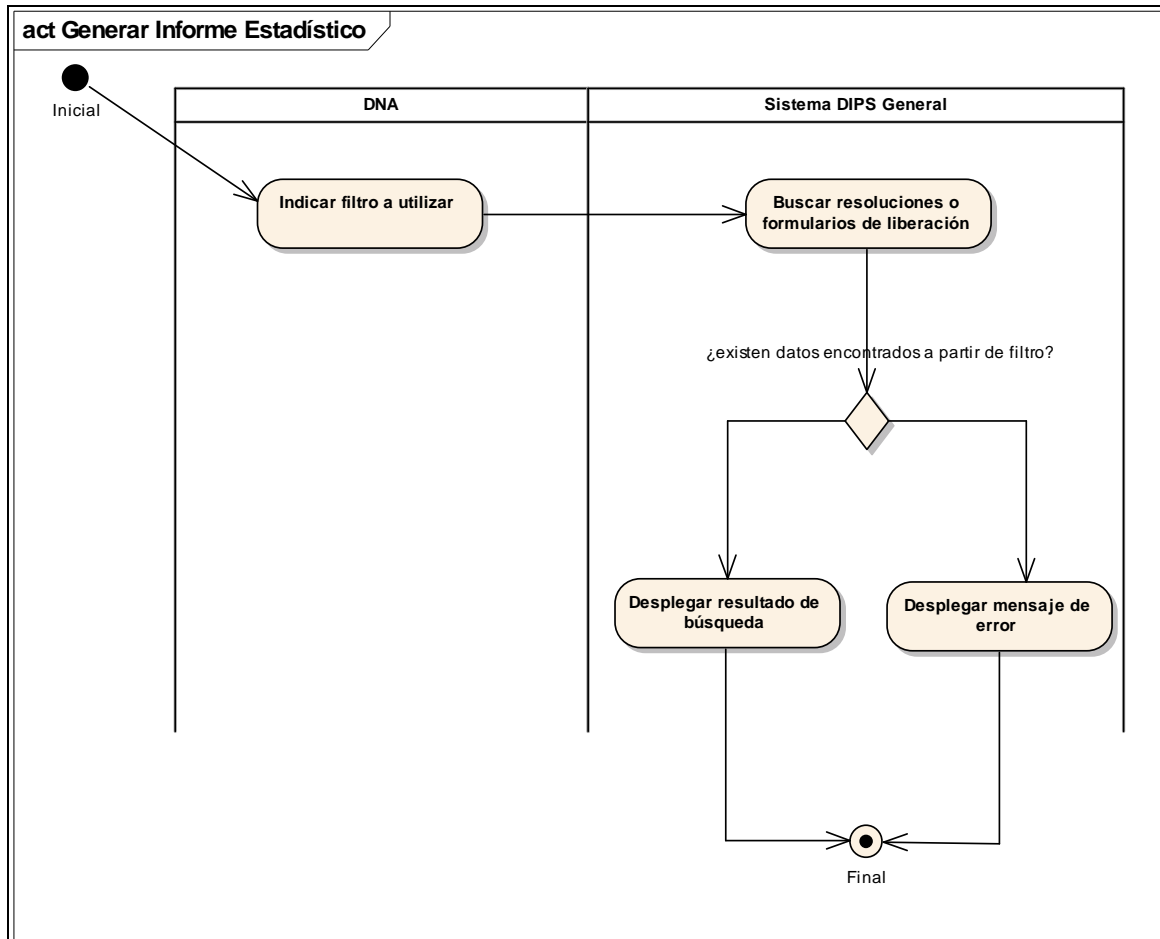 act Generar Informe Estadístico
Inicial
DNA
Sistema DIPS General
Indicar filtro a utilizar
Buscar resoluciones o
formularios de liberación
¿existen datos encontrados a partir de filtro?
Desplegar resultado de
búsqueda
Desplegar mensaje de
error
Final